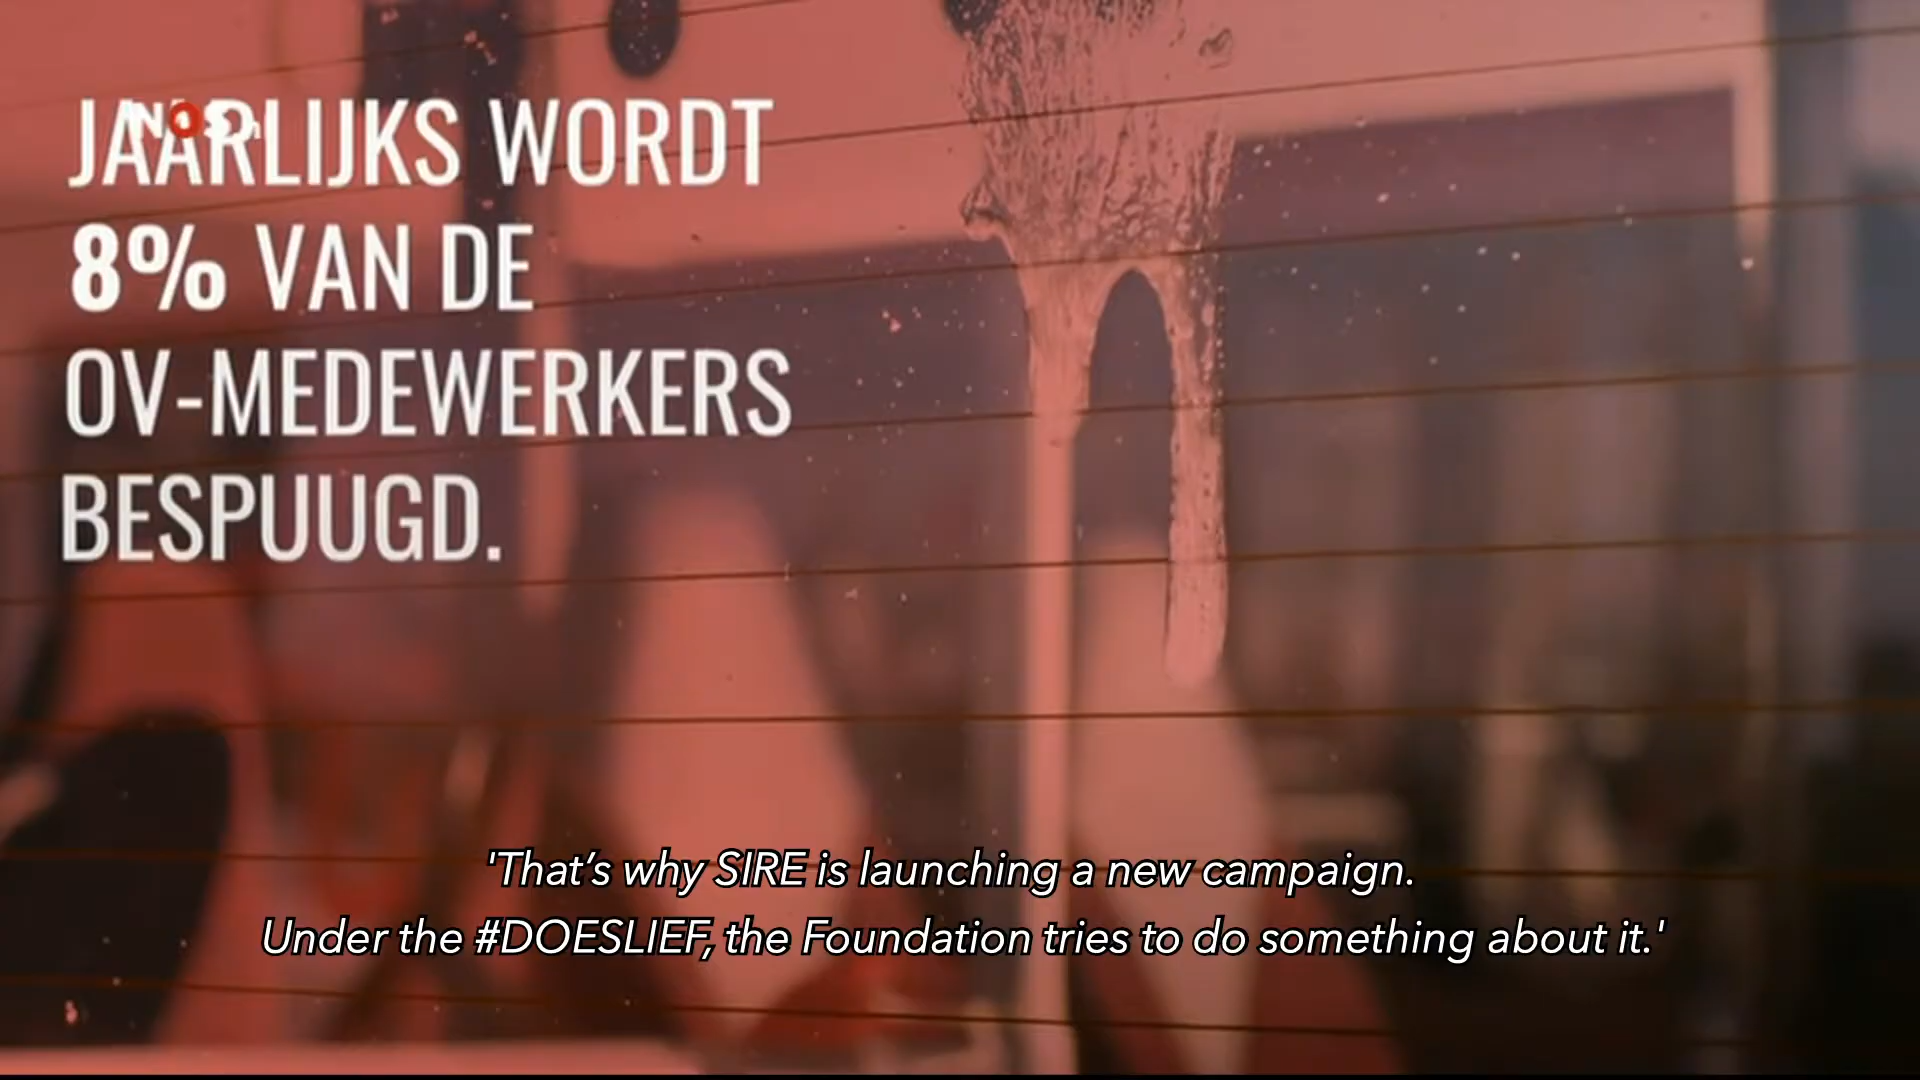 JAARLIJKS WORDT
8% VAN DE
OV-MEDEWERKERS
BESPUUGD.
'That's why SIRE is launching a new campaign.
Under the #DOESLIEF, the Foundation tries to do something about it.'